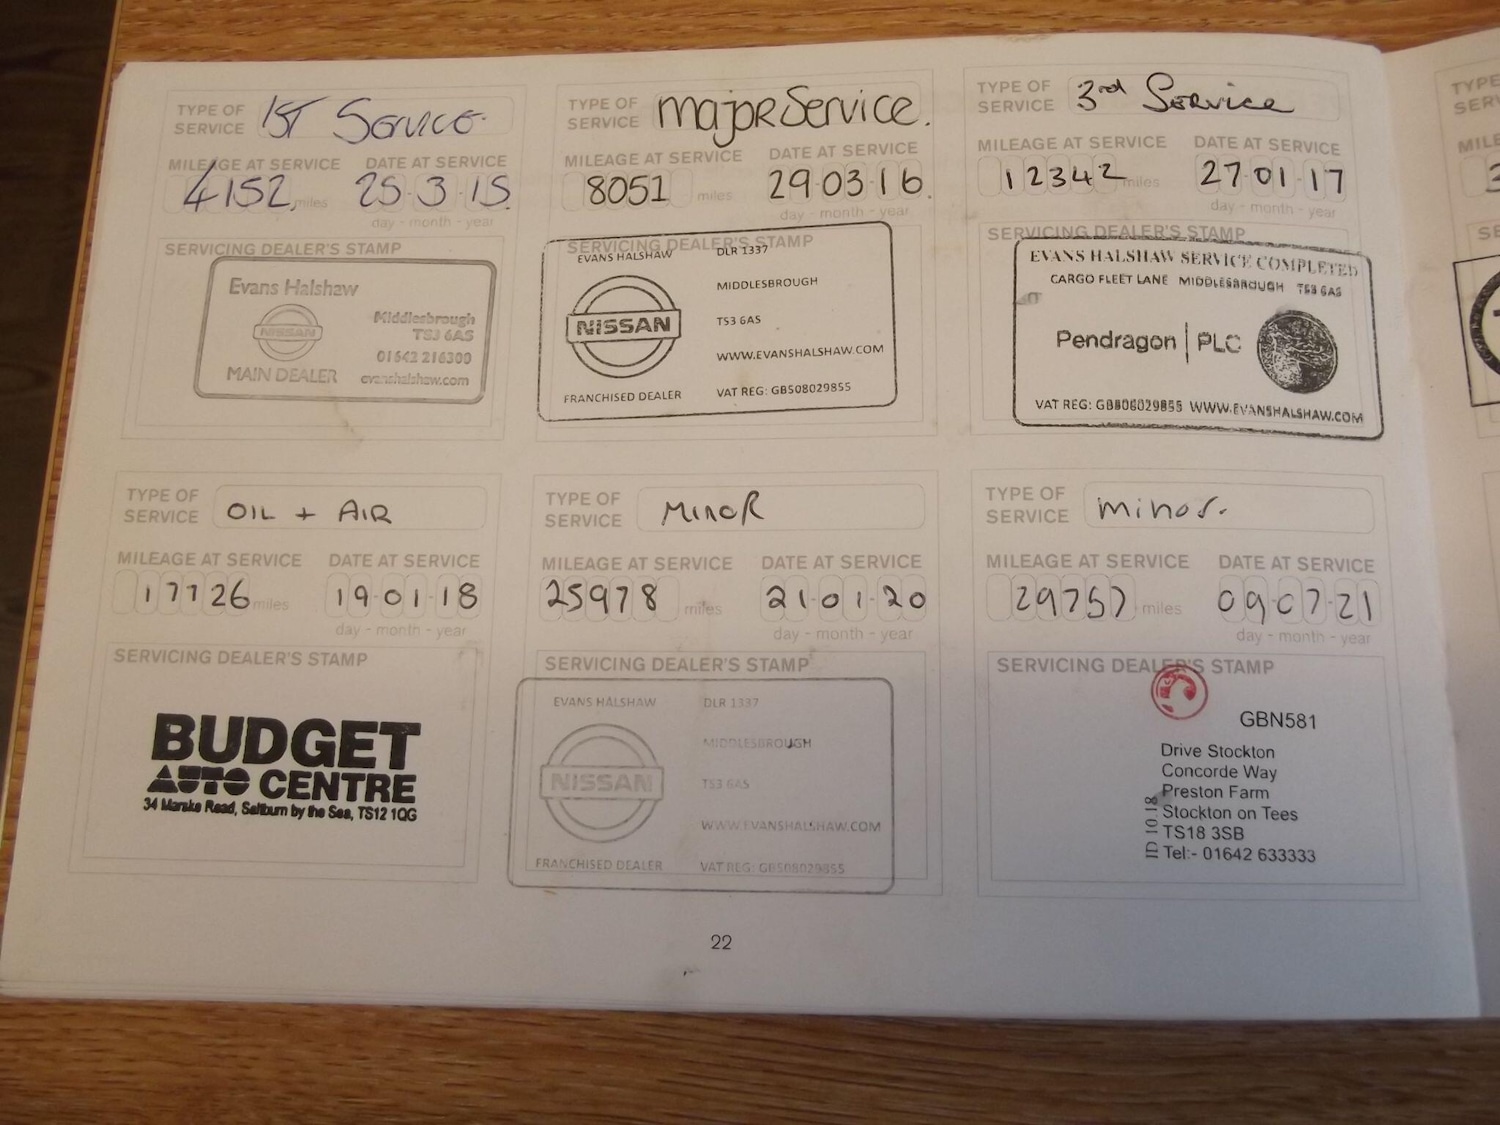 TYPE OF SERVICE 1ST Service
MILEAGE AT SERVICE DATE AT SERVICE
4152 miles 25·3·15.
day - month - year
SERVICING DEALER'S STAMP
Evans Halshaw
NISSAN
Middlesbrough
TS3 6AS
01642 216300
MAIN DEALER evanshalshaw.com
TYPE OF SERVICE major Service.
MILEAGE AT SERVICE DATE AT SERVICE
8051 miles 29·03·16.
day - month - year
SERVICING DEALER'S STAMP
EVANS HALSHAW DLR 1337
MIDDLESBROUGH
NISSAN TS3 6AS
WWW.EVANSHALSHAW.COM
FRANCHISED DEALER VAT REG: GB508029855
TYPE OF SERVICE 3rd Service
MILEAGE AT SERVICE DATE AT SERVICE
12342 miles 27·01·17
day - month - year
SERVICING DEALER'S STAMP
EVANS HALSHAW SERVICE COMPLETED
CARGO FLEET LANE MIDDLESBROUGH TS3 6AS
Pendragon | PLC
VAT REG: GB508029855 WWW.EVANSHALSHAW.COM
TYPE OF SERVICE OIL + AIR
MILEAGE AT SERVICE DATE AT SERVICE
17726 miles 19·01·18
day - month - year
SERVICING DEALER'S STAMP
BUDGET
AUTO CENTRE
34 Marske Road, Saltburn by the Sea, TS12 1QG
TYPE OF SERVICE MINOR
MILEAGE AT SERVICE DATE AT SERVICE
25978 miles 21·01·20
day - month - year
SERVICING DEALER'S STAMP
EVANS HALSHAW DLR 1337
MIDDLESBROUGH
NISSAN TS3 6AS
WWW.EVANSHALSHAW.COM
FRANCHISED DEALER VAT REG: GB508029855
TYPE OF SERVICE minor.
MILEAGE AT SERVICE DATE AT SERVICE
29757 miles 09·07·21
day - month - year
SERVICING DEALER'S STAMP
GBN581
Drive Stockton
Concorde Way
Preston Farm
Stockton on Tees
TS18 3SB
Tel:- 01642 633333
ID 10 18
22